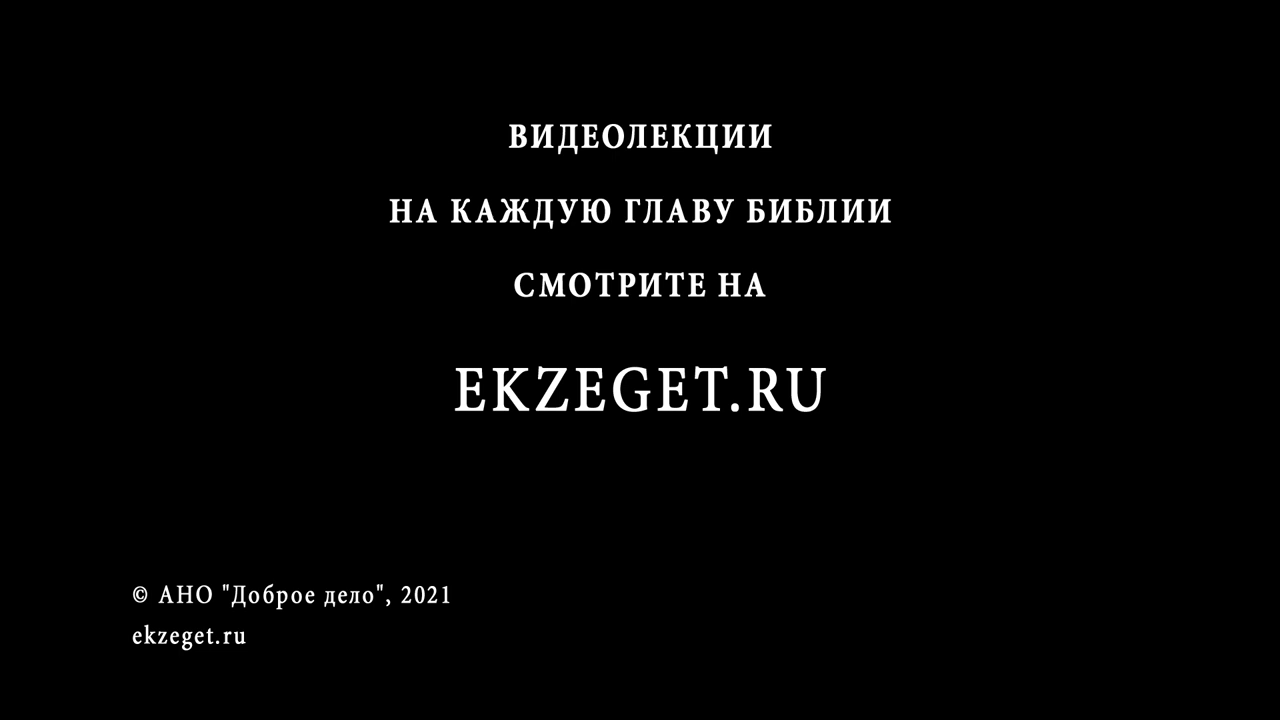 ВИДЕОЛЕКЦИИ
НА КАЖДУЮ ГЛАВУ БИБЛИИ
СМОТРИТЕ НА
EKZEGET.RU
© АНО "Доброе дело", 2021
ekzeget.ru